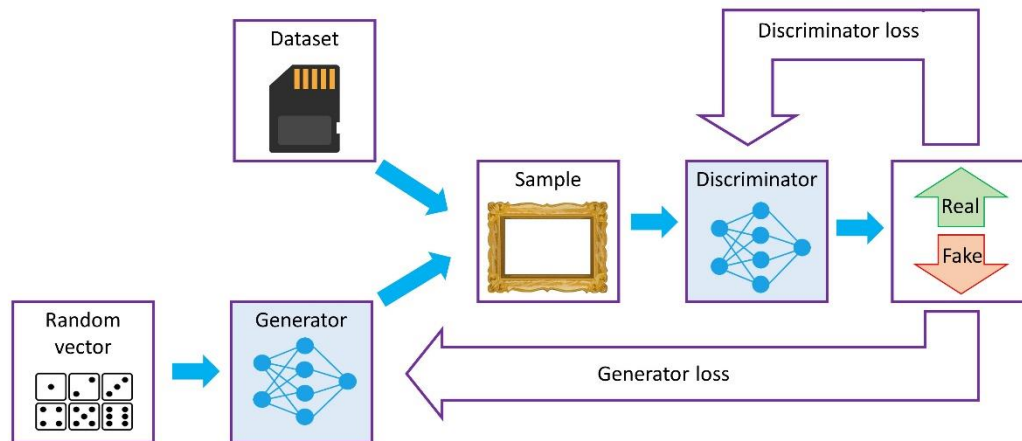 Dataset
Discriminator loss
Sample
Discriminator
Real
Fake
Random
vector
Generator
Generator loss